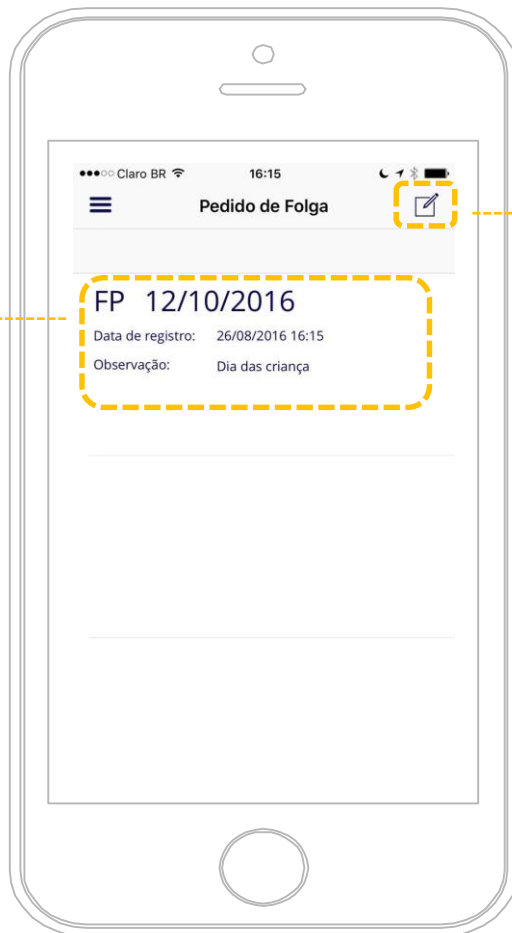 Claro BR 16:15
Pedido de Folga
FP 12/10/2016
Data de registro: 26/08/2016 16:15
Observação: Dia das criança